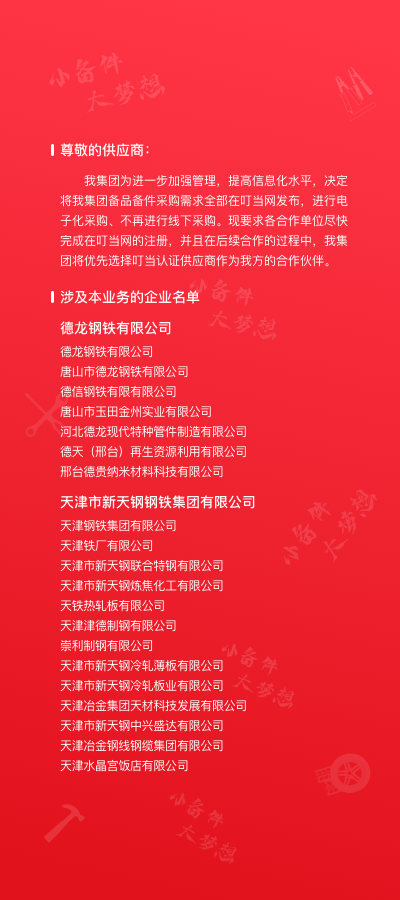 小备件
大梦想
尊敬的供应商：
我集团为进一步加强管理，提高信息化水平，决定
将我集团备品备件采购需求全部在叮当网发布，进行电
子化采购、不再进行线下采购。现要求各合作单位尽快
完成在叮当网的注册，并且在后续合作的过程中，我集
团将优先选择叮当认证供应商作为我方的合作伙伴。
小备件
大梦想
涉及本业务的企业名单
德龙钢铁有限公司
德龙钢铁有限公司
唐山市德龙钢铁有限公司
德信钢铁有限有限公司
唐山市玉田金州实业有限公司
河北德龙现代特种管件制造有限公司
德天（邢台）再生资源利用有限公司
邢台德贵纳米材料科技有限公司
天津市新天钢钢铁集团有限公司
小备件
大梦想
天津钢铁集团有限公司
天津铁厂有限公司
天津市新天钢联合特钢有限公司
天津市新天钢炼焦化工有限公司
天铁热轧板有限公司
天津津德制钢有限公司
崇利制钢有限公司
小备件
大梦想
天津市新天钢冷轧薄板有限公司
天津市新天钢冷轧板业有限公司
天津冶金集团天材科技发展有限公司
天津市新天钢中兴盛达有限公司
天津冶金钢线钢缆集团有限公司
天津水晶宫饭店有限公司
小备件
大梦想